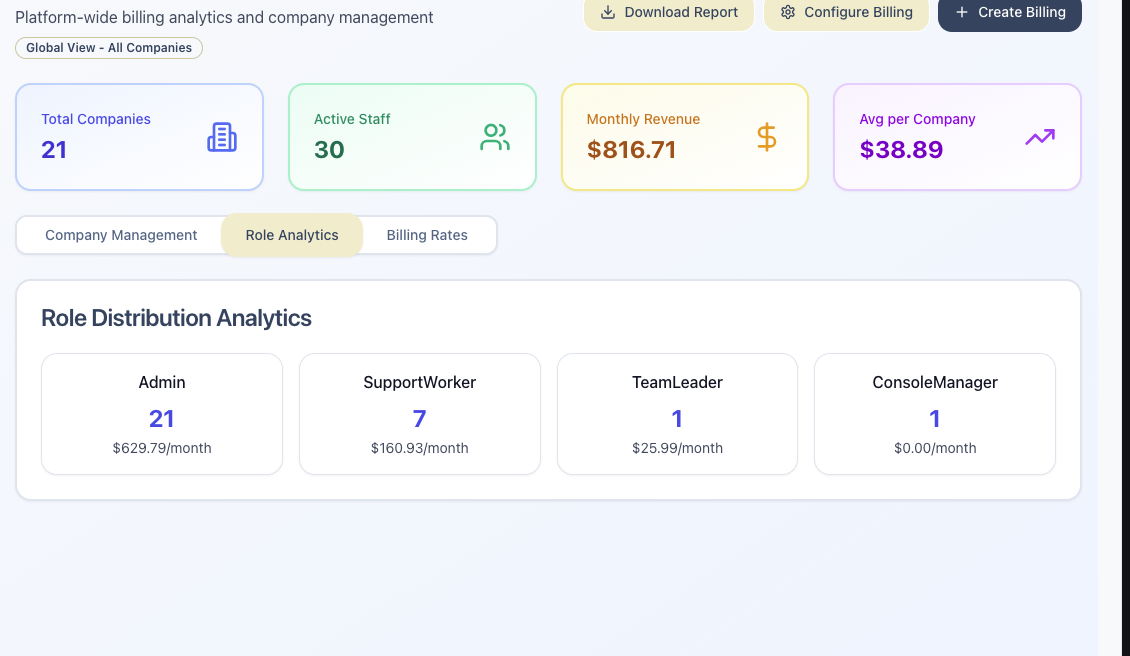 Platform-wide billing analytics and company management
Download Report
Configure Billing
Create Billing
Global View - All Companies
Total Companies
21
Active Staff
30
Monthly Revenue
$816.71
Avg per Company
$38.89
Company Management
Role Analytics
Billing Rates
Role Distribution Analytics
Admin
21
$629.79/month
SupportWorker
7
$160.93/month
TeamLeader
1
$25.99/month
ConsoleManager
1
$0.00/month